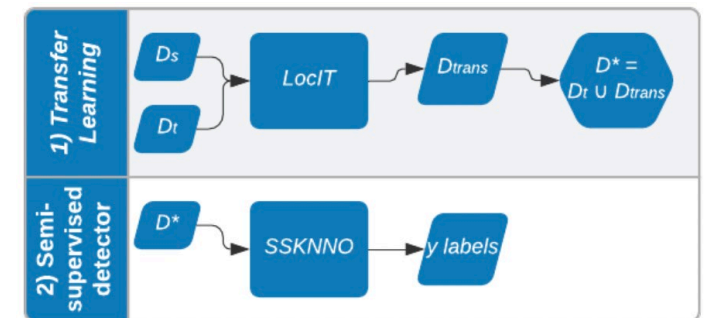 1) Transfer
Learning
Ds
Dt
LocIT
Dtrans
D* =
Dt ∪ Dtrans
2) Semi-
supervised
detector
D*
SSKNNO
y labels